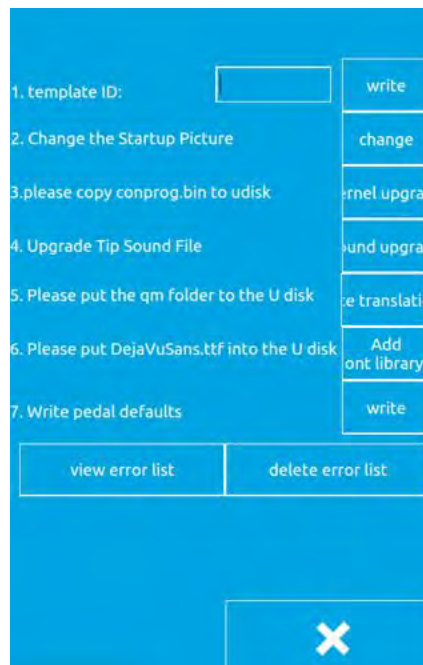 1. template ID:
write
2. Change the Startup Picture
change
3.please copy conprog.bin to udisk
ernel upgra
4. Upgrade Tip Sound File
und upgra
5. Please put the qm folder to the U disk
e translati
6. Please put DejaVuSans.ttf into the U disk
Add
ont library
7. Write pedal defaults
write
view error list
delete error list